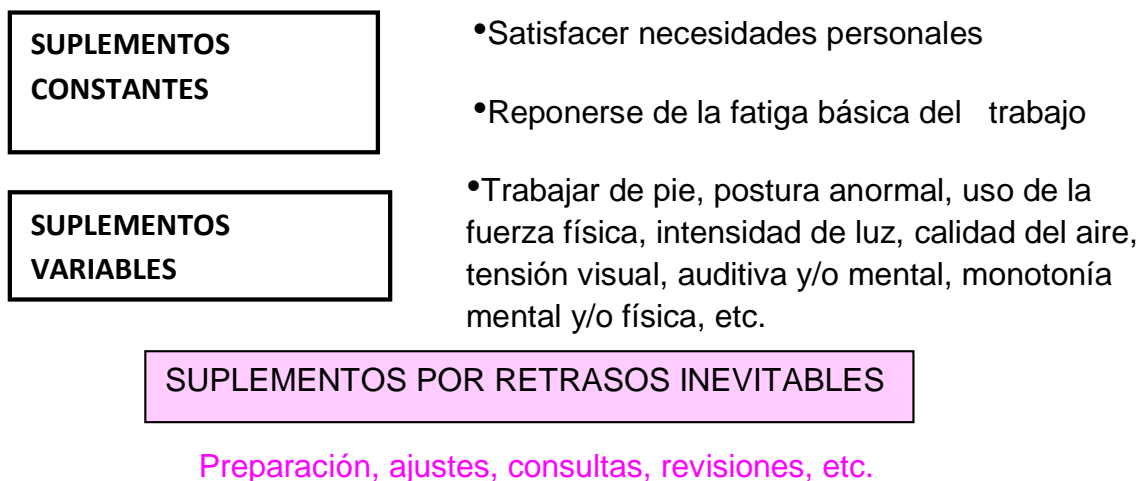 SUPLEMENTOS
CONSTANTES
•Satisfacer necesidades personales
•Reponerse de la fatiga básica del trabajo
SUPLEMENTOS
VARIABLES
•Trabajar de pie, postura anormal, uso de la
fuerza física, intensidad de luz, calidad del aire,
tensión visual, auditiva y/o mental, monotonía
mental y/o física, etc.
SUPLEMENTOS POR RETRASOS INEVITABLES
Preparación, ajustes, consultas, revisiones, etc.